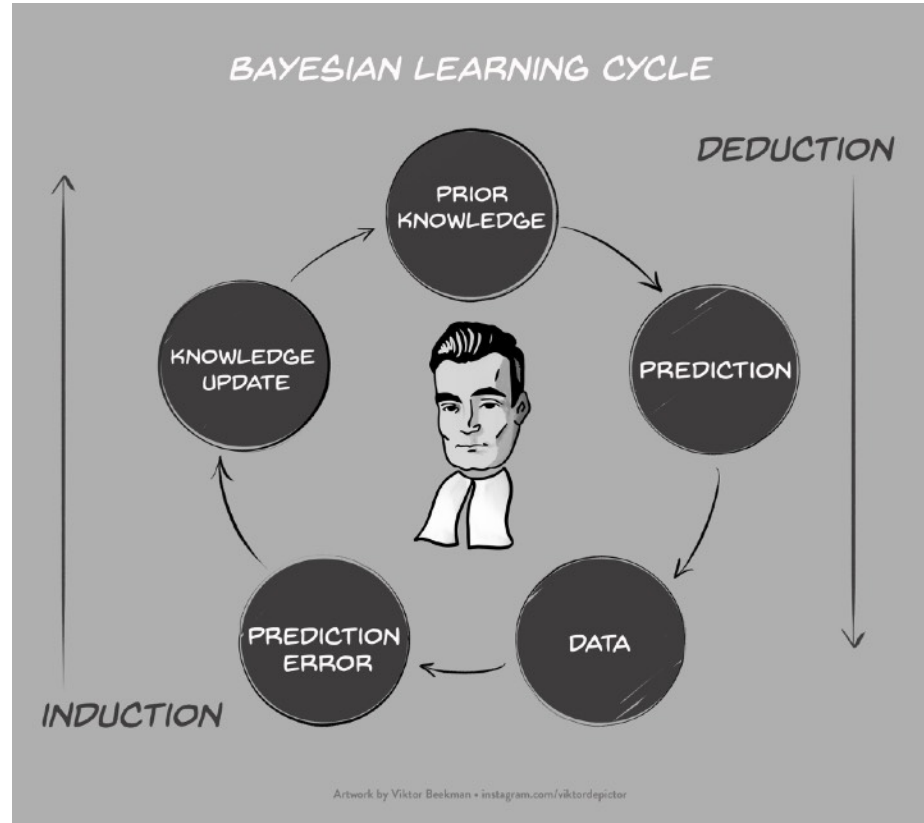 BAYESIAN LEARNING CYCLE
DEDUCTION
PRIOR
KNOWLEDGE
PREDICTION
KNOWLEDGE
UPDATE
DATA
PREDICTION
ERROR
INDUCTION
Artwork by Viktor Beekman • instagram.com/viktordepictor